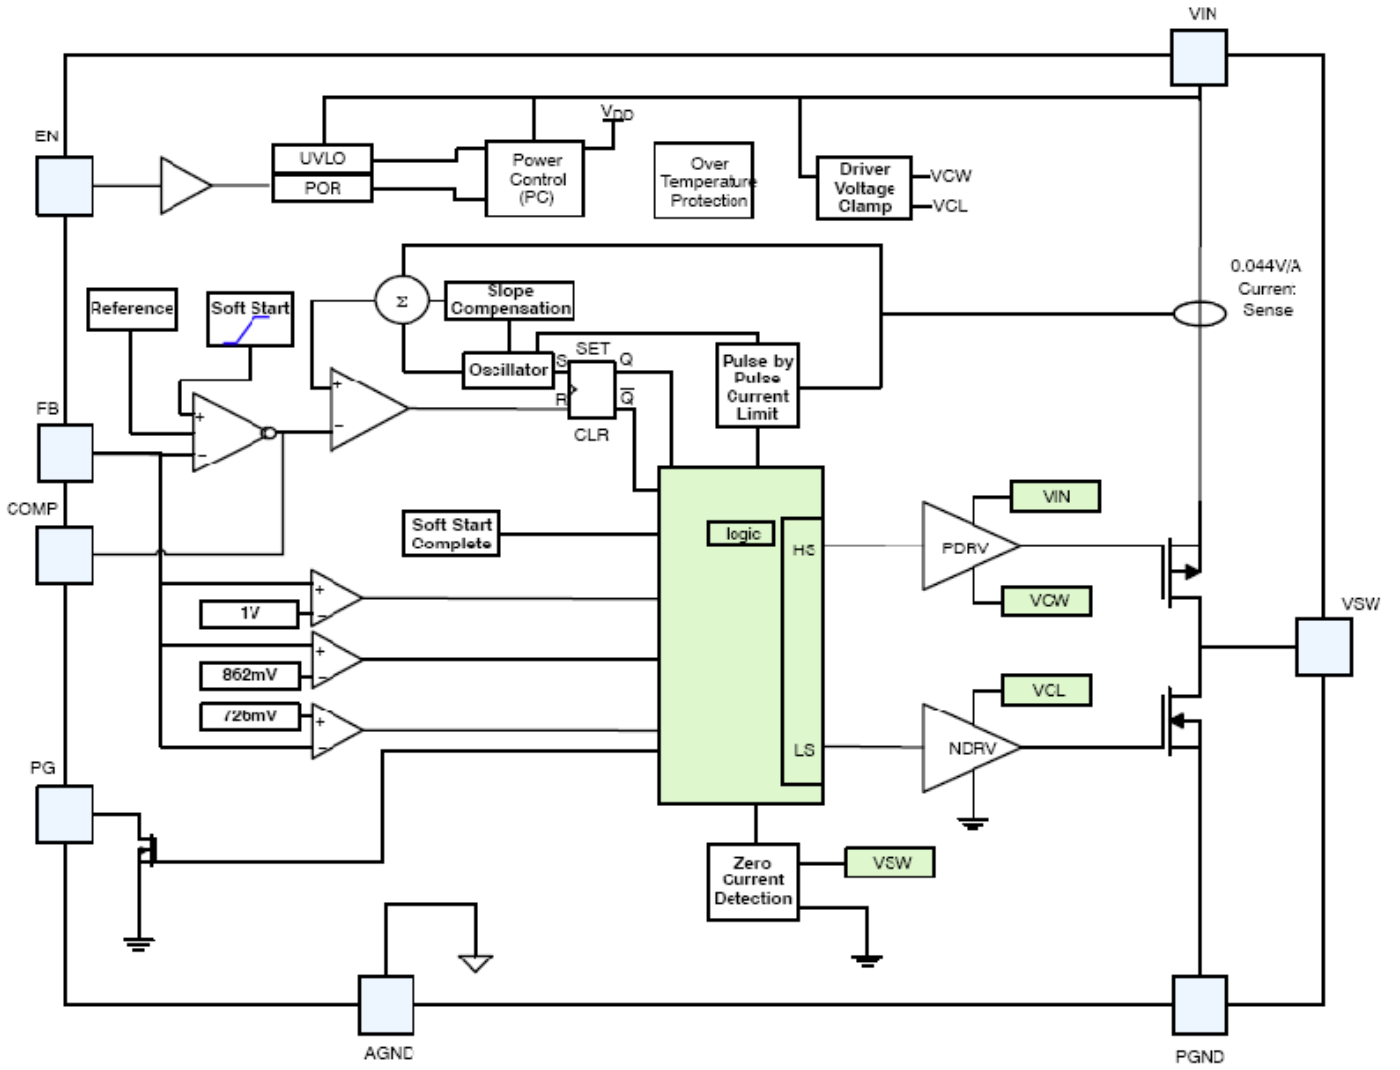 VIN
EN
VDD
UVLO
POR
Power
Control
(PC)
Over
Temperature
Protection
Driver
Voltage
Clamp
VCW
VCL
0.044V/A
Current
Sense
Reference
Soft Start
Σ
Slope
Compensation
Oscillator
SET
S
Q
R
Q̅
CLR
Pulse by
Pulse
Current
Limit
FB
+
−
+
−
COMP
Soft Start
Complete
logic
HS
LS
PDRV
VIN
VCW
VSW
1V
+
−
862mV
+
−
726mV
+
−
NDRV
VCL
PG
Zero
Current
Detection
VSW
AGND
PGND